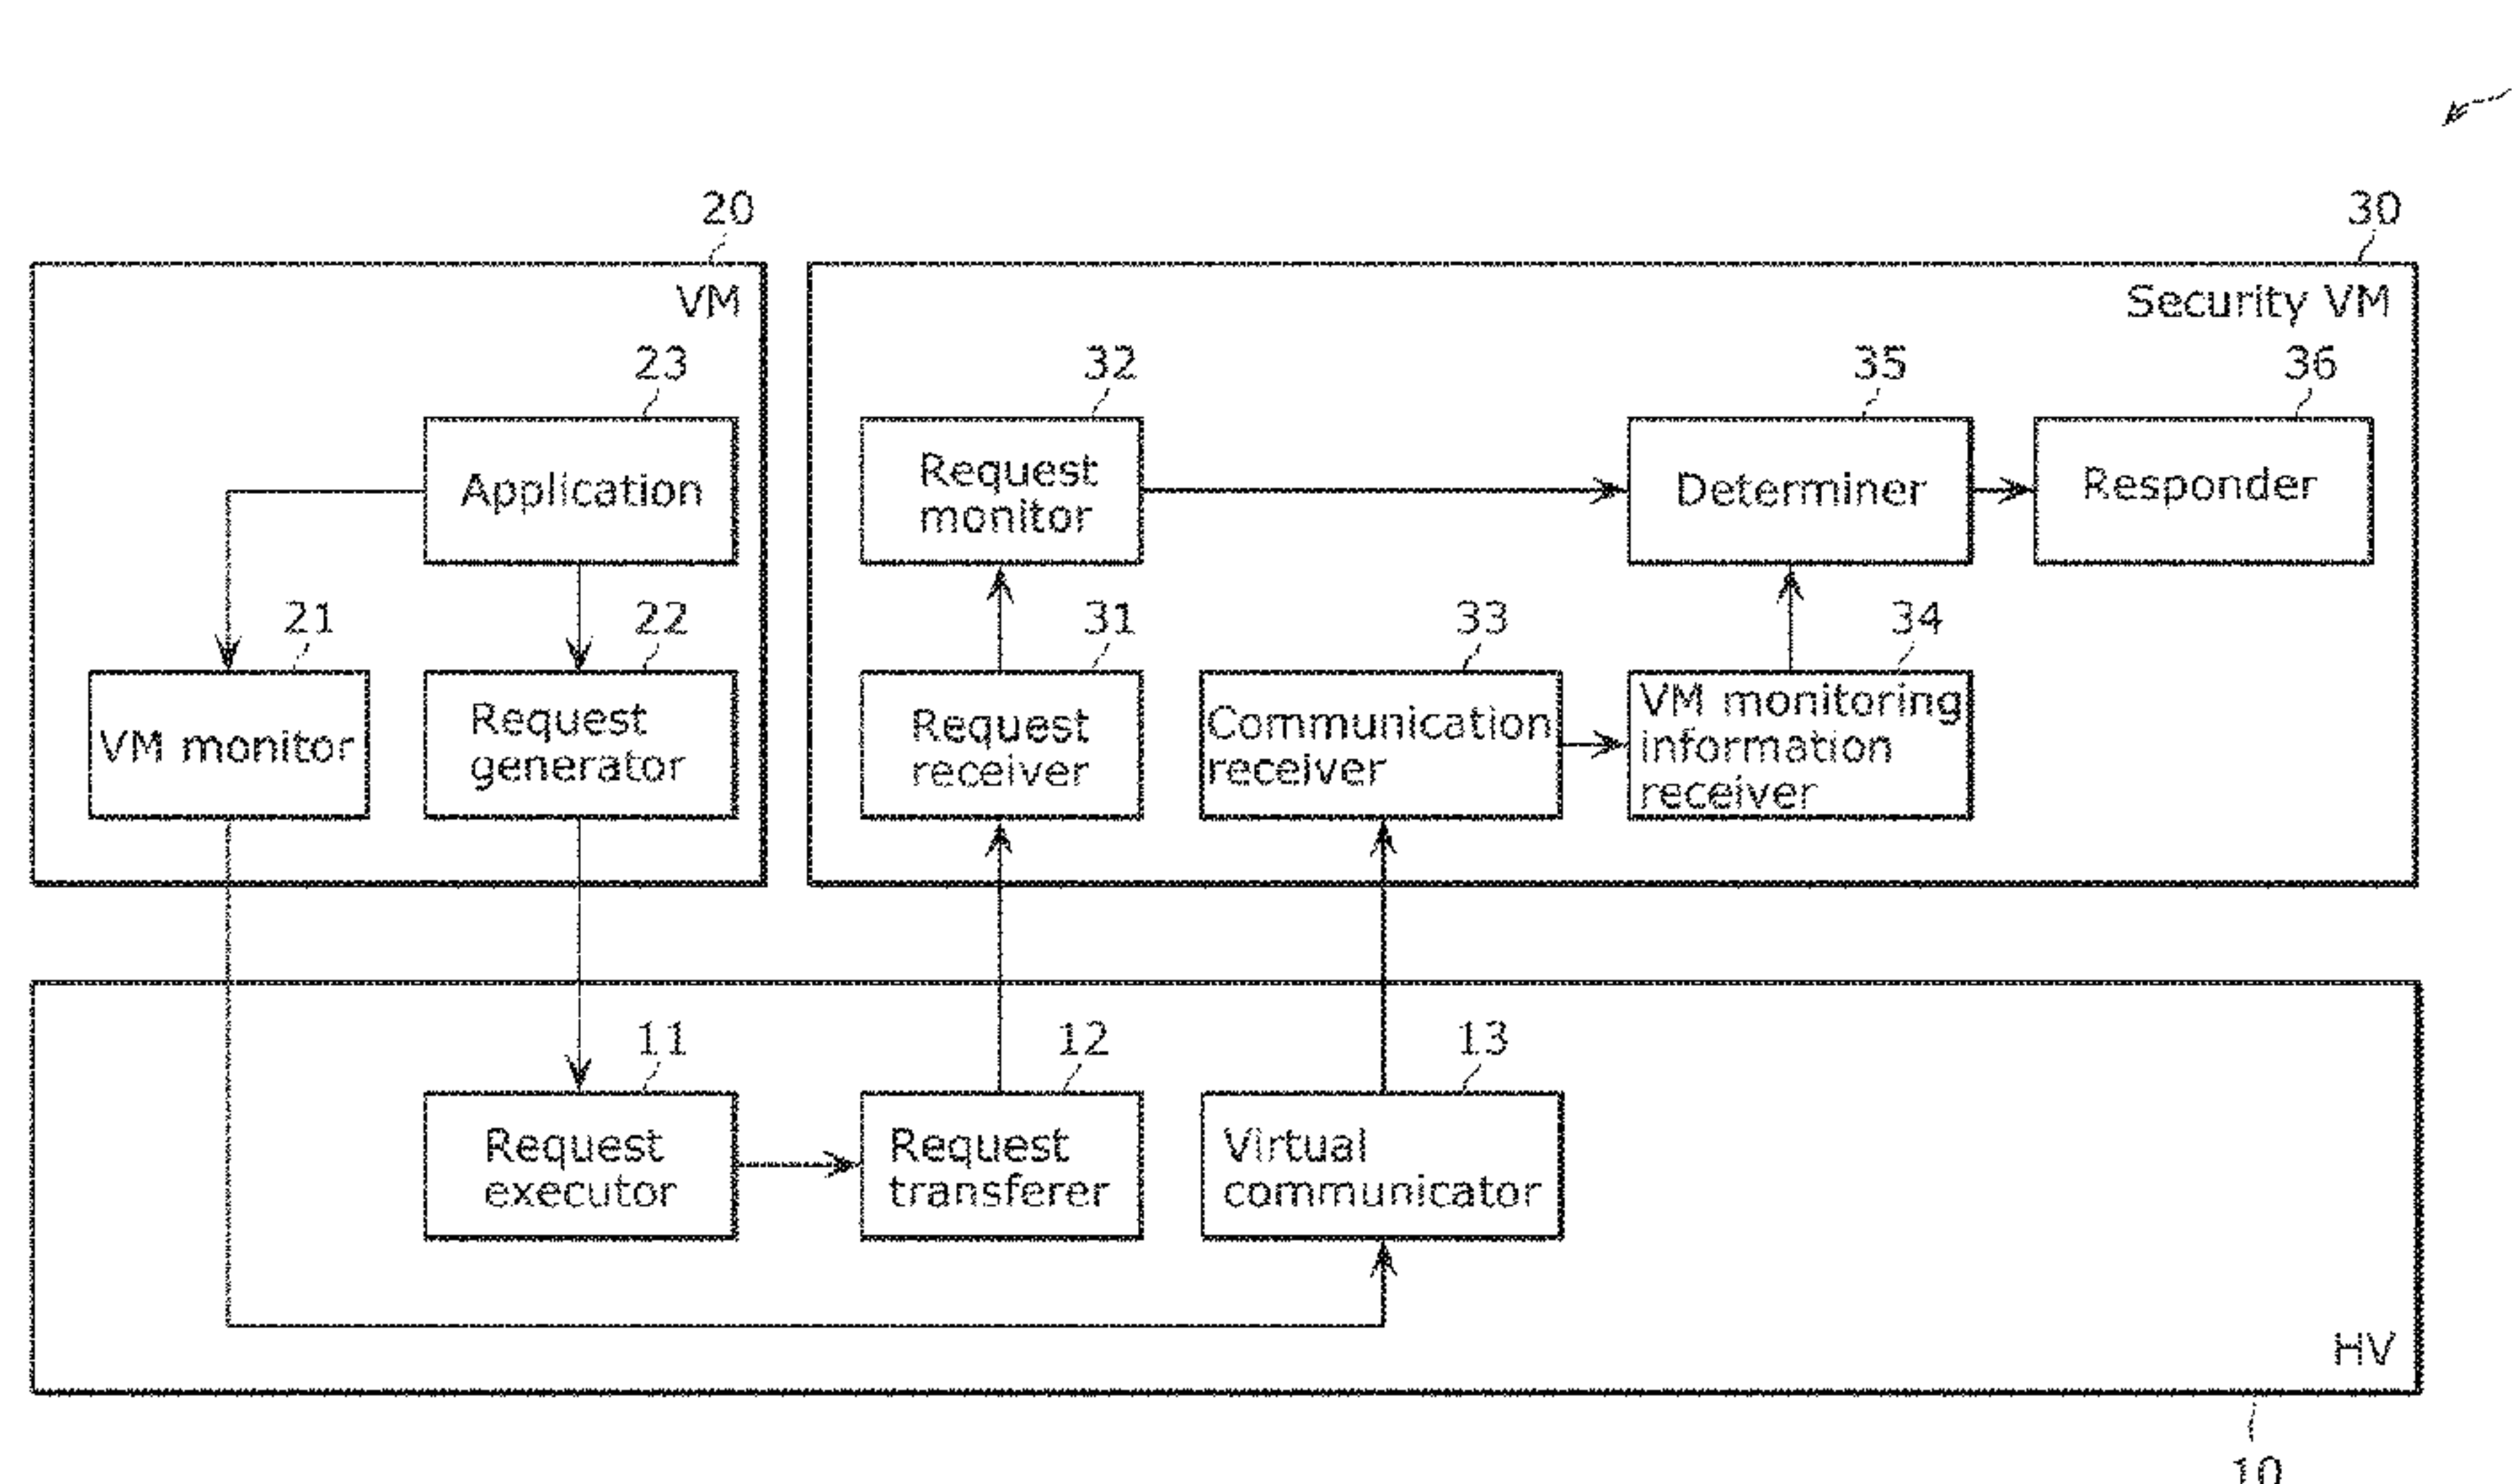 20
30
VM
Security VM
23
32
35
36
Application
Request
monitor
Determiner
Responder
21
22
31
33
34
VM monitor
Request
generator
Request
receiver
Communication
receiver
VM monitoring
information
receiver
11
12
13
Request
executor
Request
transferer
Virtual
communicator
HV
10